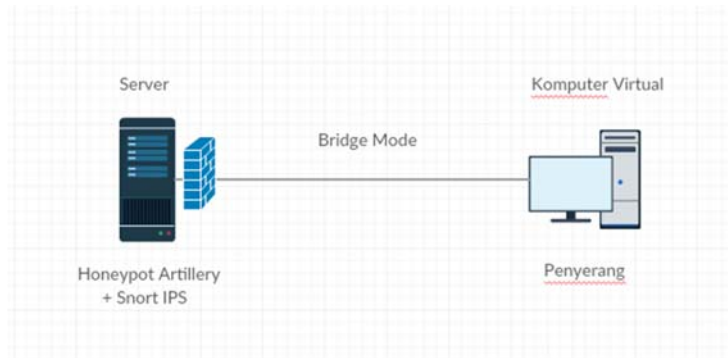 Server
Komputer Virtual
Bridge Mode
Honeypot Artillery
+ Snort IPS
Penyerang